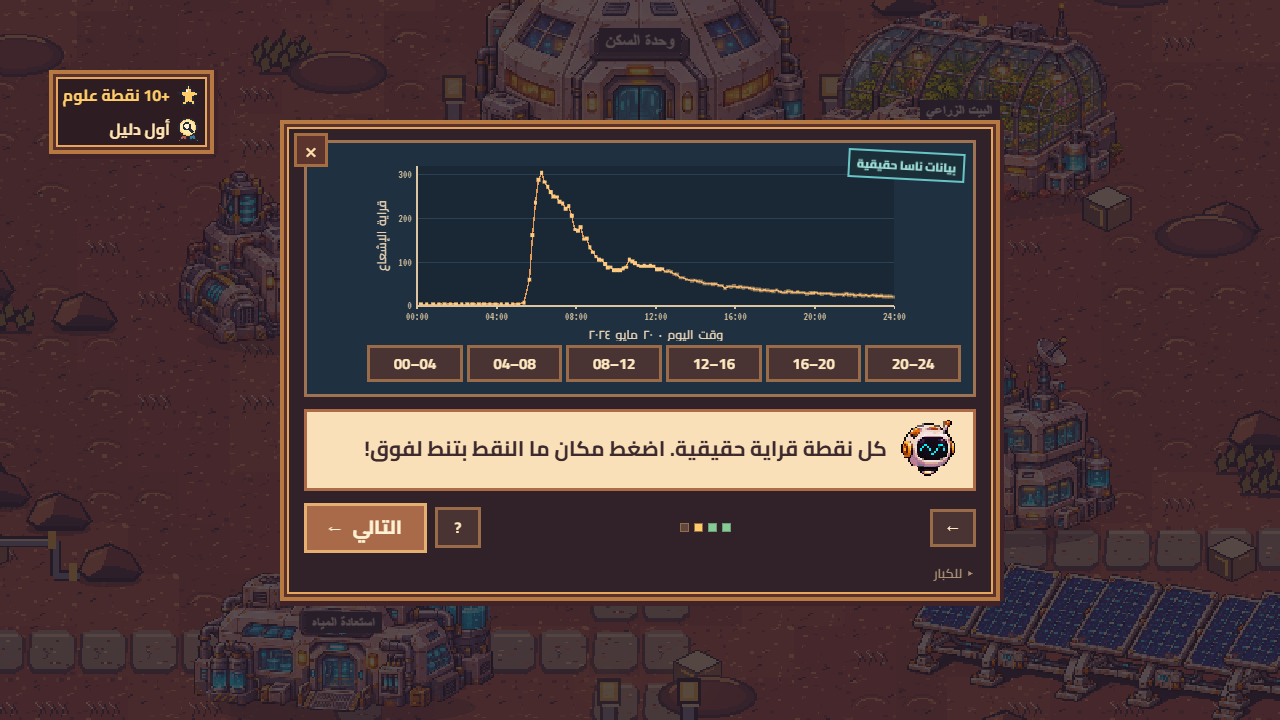 وحدة السكن
البيت الزراعي
+10 نقطة علوم
أول دليل
×
بيانات ناسا حقيقية
قراية الإشعاع
300
200
100
0
00:00 04:00 08:00 12:00 16:00 20:00 24:00
وقت اليوم · ٢٠ مايو ٢٠٢٤
00–04 04–08 08–12 12–16 16–20 20–24
كل نقطة قراية حقيقية. اضغط مكان ما النقط بتنط لفوق!
←
?
التالي ←
▸ للكبار
استعادة المياه